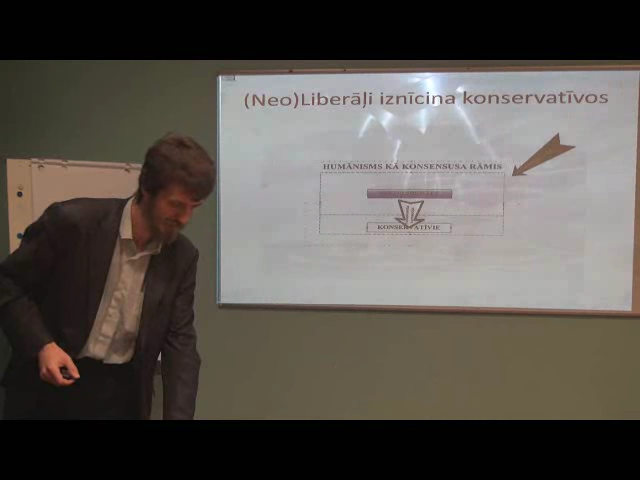 (Neo)Liberāļi iznīcina konservatīvos
HUMĀNISMS KĀ KONSENSUSA RĀMIS
KONSERVATĪVIE